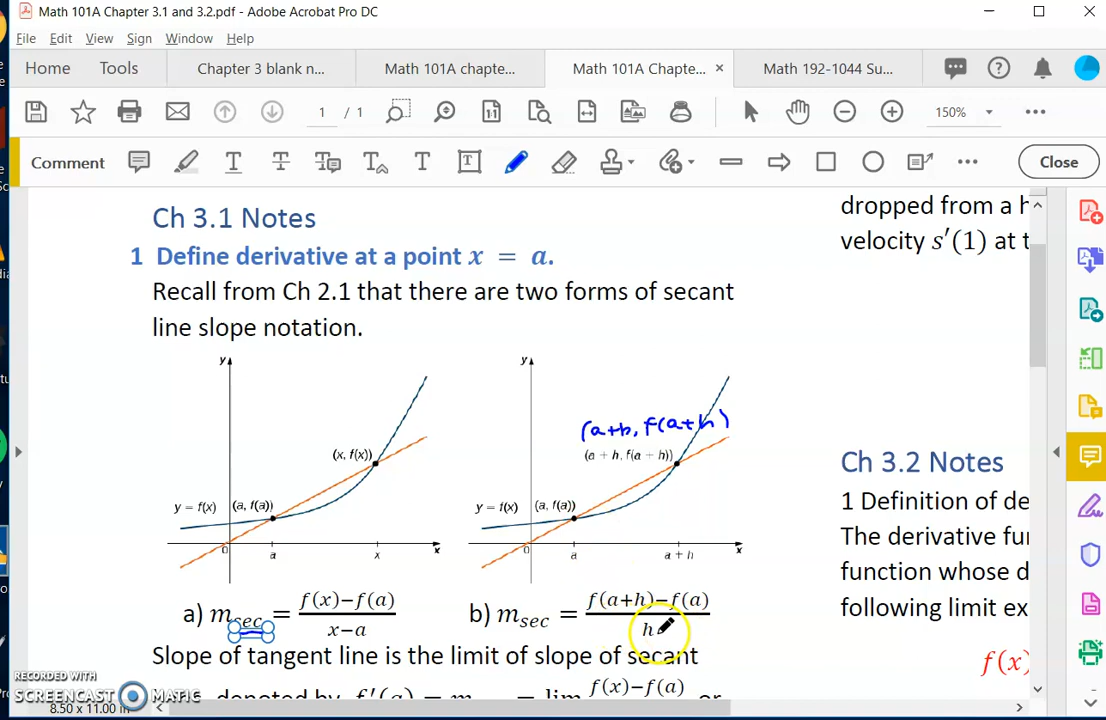 Math 101A Chapter 3.1 and 3.2.pdf - Adobe Acrobat Pro DC
File Edit View Sign Window Help
Home Tools Chapter 3 blank n... Math 101A chapte... Math 101A Chapte... × Math 192-1044 Su...
1 / 1 150%
Comment Close
Ch 3.1 Notes
1 Define derivative at a point x = a.
Recall from Ch 2.1 that there are two forms of secant
line slope notation.
y
(x, f(x))
y = f(x) (a, f(a))
0 a x x
y
(a+h, f(a+h)
(a + h, f(a + h))
y = f(x) (a, f(a))
0 a a + h x
a) m_sec = f(x)−f(a) / x−a
b) m_sec = f(a+h)−f(a) / h
Slope of tangent line is the limit of slope of secant
denoted by f′(a) = m = lim f(x)−f(a) or
dropped from a h
velocity s′(1) at t
Ch 3.2 Notes
1 Definition of de
The derivative fu
function whose d
following limit ex
f(x)
RECORDED WITH
SCREENCAST MATIC
8.50 x 11.00 in